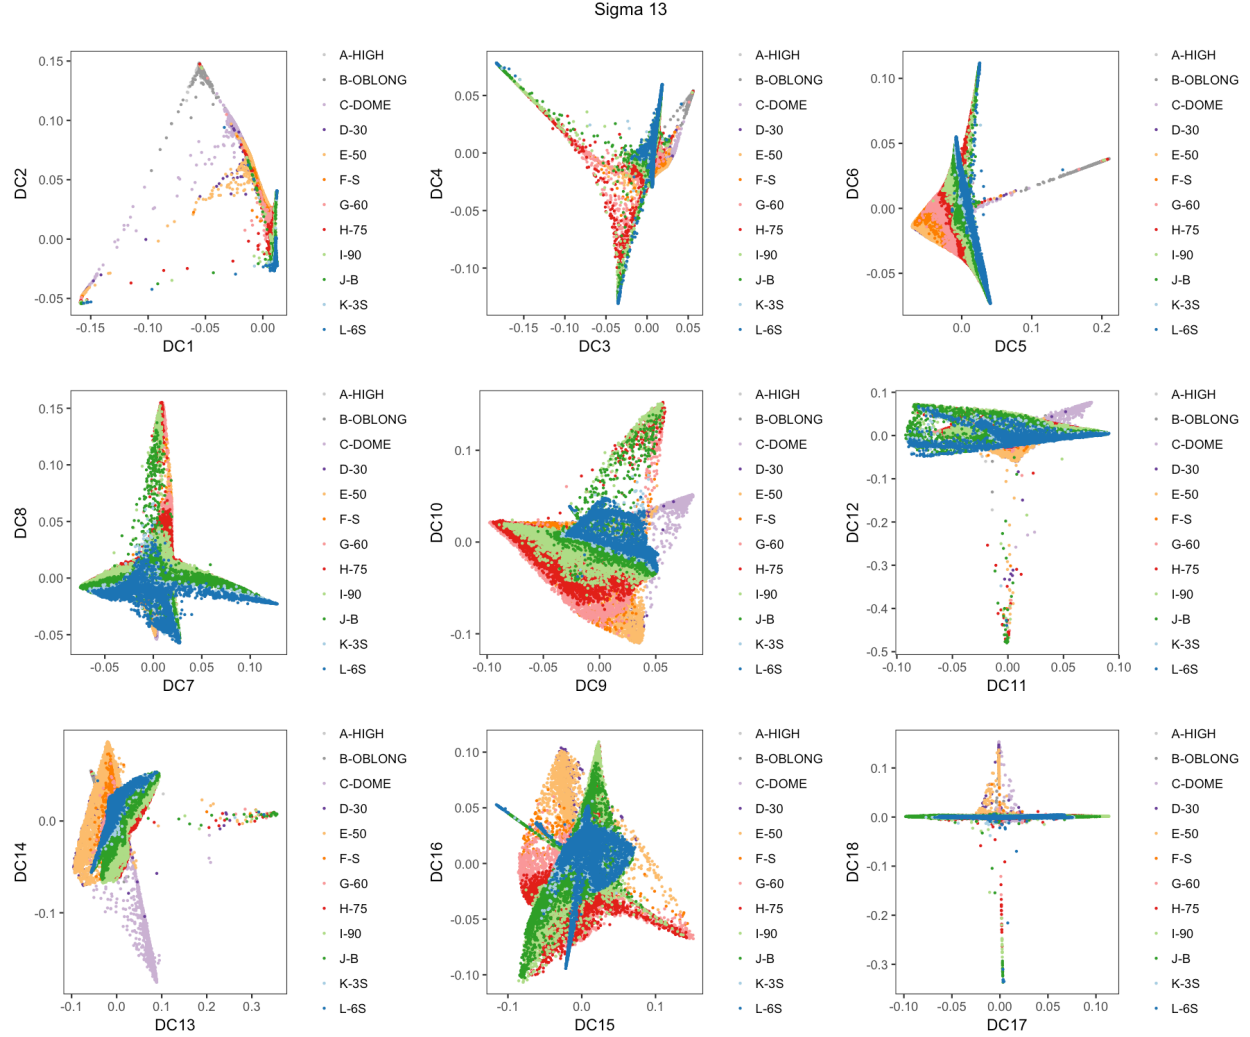 Sigma 13
0.15
0.10
0.05
0.00
-0.05
DC2
-0.15
-0.10
-0.05
0.00
DC1
A-HIGH
B-OBLONG
C-DOME
D-30
E-50
F-S
G-60
H-75
I-90
J-B
K-3S
L-6S
0.05
0.00
-0.05
-0.10
DC4
-0.15
-0.10
-0.05
0.00
0.05
DC3
A-HIGH
B-OBLONG
C-DOME
D-30
E-50
F-S
G-60
H-75
I-90
J-B
K-3S
L-6S
0.10
0.05
0.00
-0.05
DC6
0.0
0.1
0.2
DC5
A-HIGH
B-OBLONG
C-DOME
D-30
E-50
F-S
G-60
H-75
I-90
J-B
K-3S
L-6S
0.15
0.10
0.05
0.00
-0.05
DC8
-0.05
0.00
0.05
0.10
DC7
A-HIGH
B-OBLONG
C-DOME
D-30
E-50
F-S
G-60
H-75
I-90
J-B
K-3S
L-6S
0.1
0.0
-0.1
DC10
-0.10
-0.05
0.00
0.05
DC9
A-HIGH
B-OBLONG
C-DOME
D-30
E-50
F-S
G-60
H-75
I-90
J-B
K-3S
L-6S
0.1
0.0
-0.1
-0.2
-0.3
-0.4
-0.5
DC12
-0.10
-0.05
0.00
0.05
0.10
DC11
A-HIGH
B-OBLONG
C-DOME
D-30
E-50
F-S
G-60
H-75
I-90
J-B
K-3S
L-6S
0.0
-0.1
DC14
-0.1
0.0
0.1
0.2
0.3
DC13
A-HIGH
B-OBLONG
C-DOME
D-30
E-50
F-S
G-60
H-75
I-90
J-B
K-3S
L-6S
0.10
0.05
0.00
-0.05
-0.10
DC16
-0.1
0.0
0.1
DC15
A-HIGH
B-OBLONG
C-DOME
D-30
E-50
F-S
G-60
H-75
I-90
J-B
K-3S
L-6S
0.1
0.0
-0.1
-0.2
-0.3
DC18
-0.10
-0.05
0.00
0.05
0.10
DC17
A-HIGH
B-OBLONG
C-DOME
D-30
E-50
F-S
G-60
H-75
I-90
J-B
K-3S
L-6S